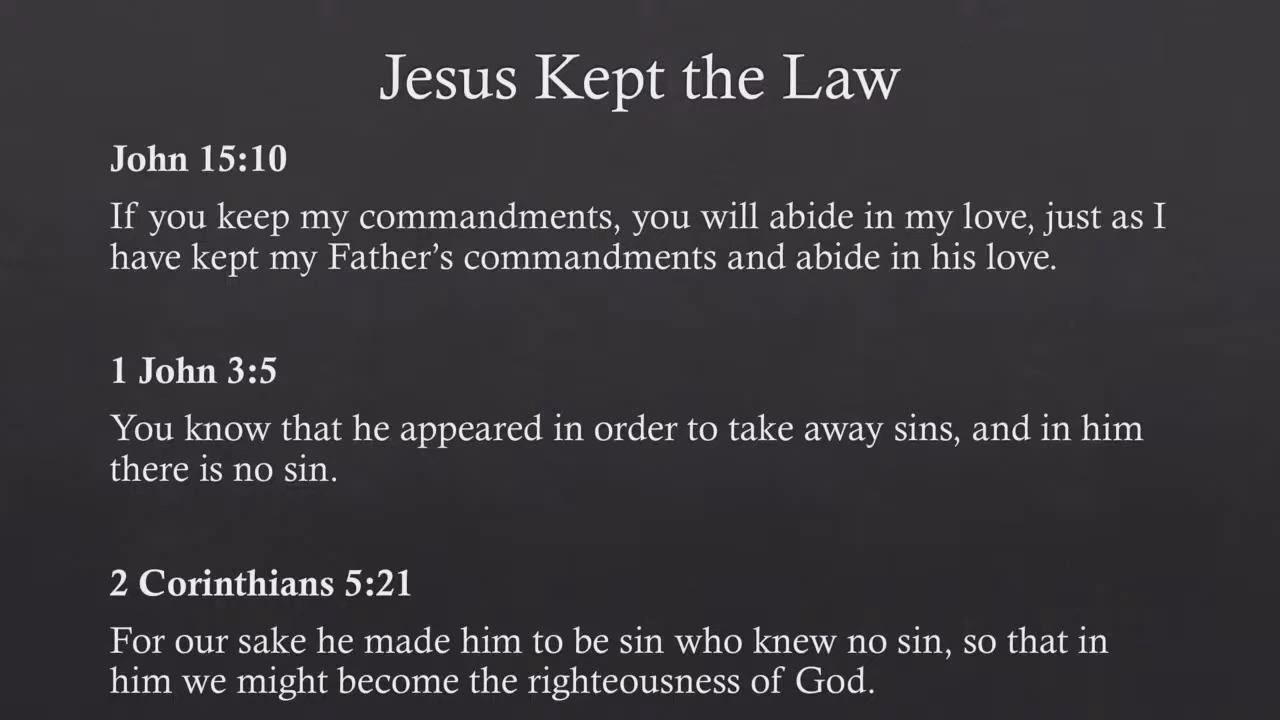 Jesus Kept the Law
John 15:10
If you keep my commandments, you will abide in my love, just as I
have kept my Father’s commandments and abide in his love.
1 John 3:5
You know that he appeared in order to take away sins, and in him
there is no sin.
2 Corinthians 5:21
For our sake he made him to be sin who knew no sin, so that in
him we might become the righteousness of God.